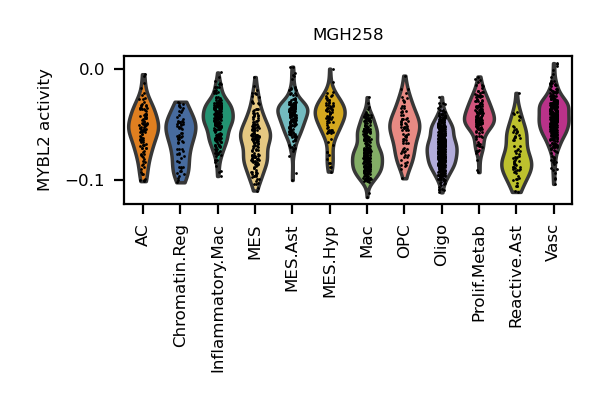 MGH258
MYBL2 activity
0.0
−0.1
AC
Chromatin.Reg
Inflammatory.Mac
MES
MES.Ast
MES.Hyp
Mac
OPC
Oligo
Prolif.Metab
Reactive.Ast
Vasc